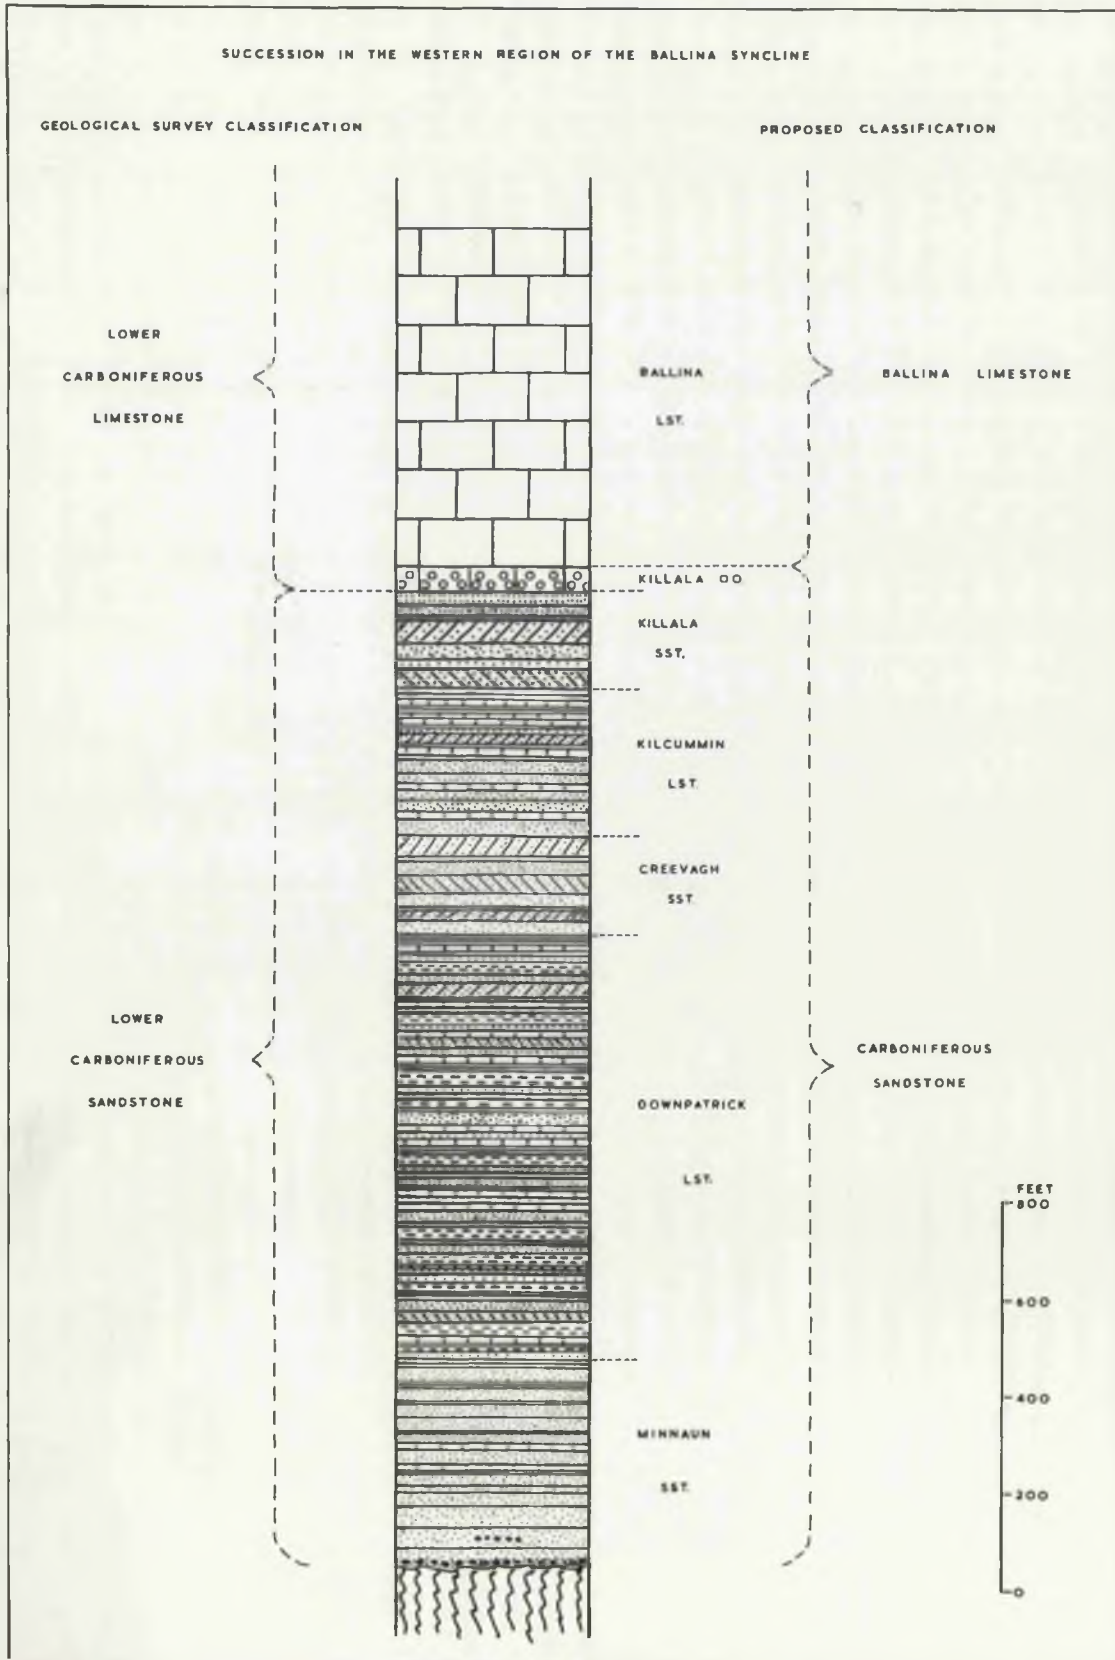 SUCCESSION IN THE WESTERN REGION OF THE BALLINA SYNCLINE
GEOLOGICAL SURVEY CLASSIFICATION
PROPOSED CLASSIFICATION
LOWER
CARBONIFEROUS
LIMESTONE
BALLINA
LST.
BALLINA LIMESTONE
KILLALA OO
KILLALA
SST.
KILCUMMIN
LST.
CREEVAGH
SST.
LOWER
CARBONIFEROUS
SANDSTONE
CARBONIFEROUS
SANDSTONE
DOWNPATRICK
LST.
MINNAUN
SST.
FEET
800
600
400
200
0